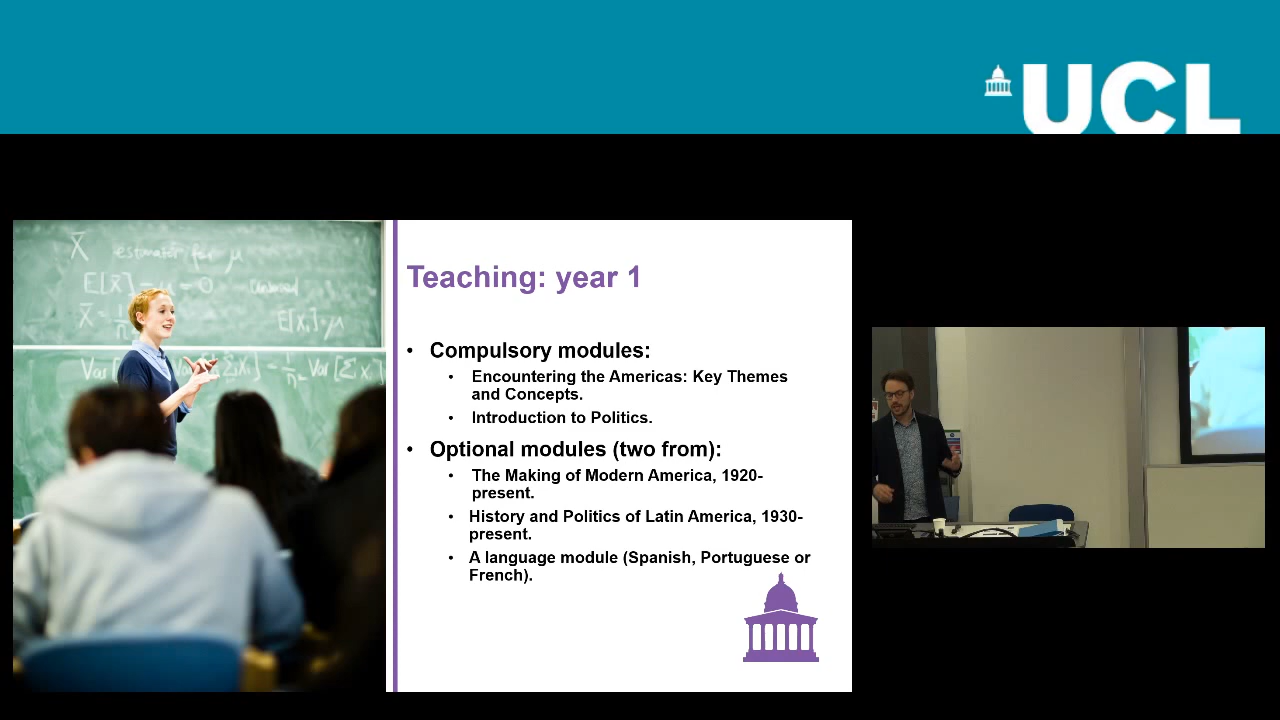 UCL
X̄ estimator for μ
E[x̄] - μ = 0
E[x̄] = μ
Teaching: year 1
• Compulsory modules:
• Encountering the Americas: Key Themes
and Concepts.
• Introduction to Politics.
• Optional modules (two from):
• The Making of Modern America, 1920-
present.
• History and Politics of Latin America, 1930-
present.
• A language module (Spanish, Portuguese or
French).